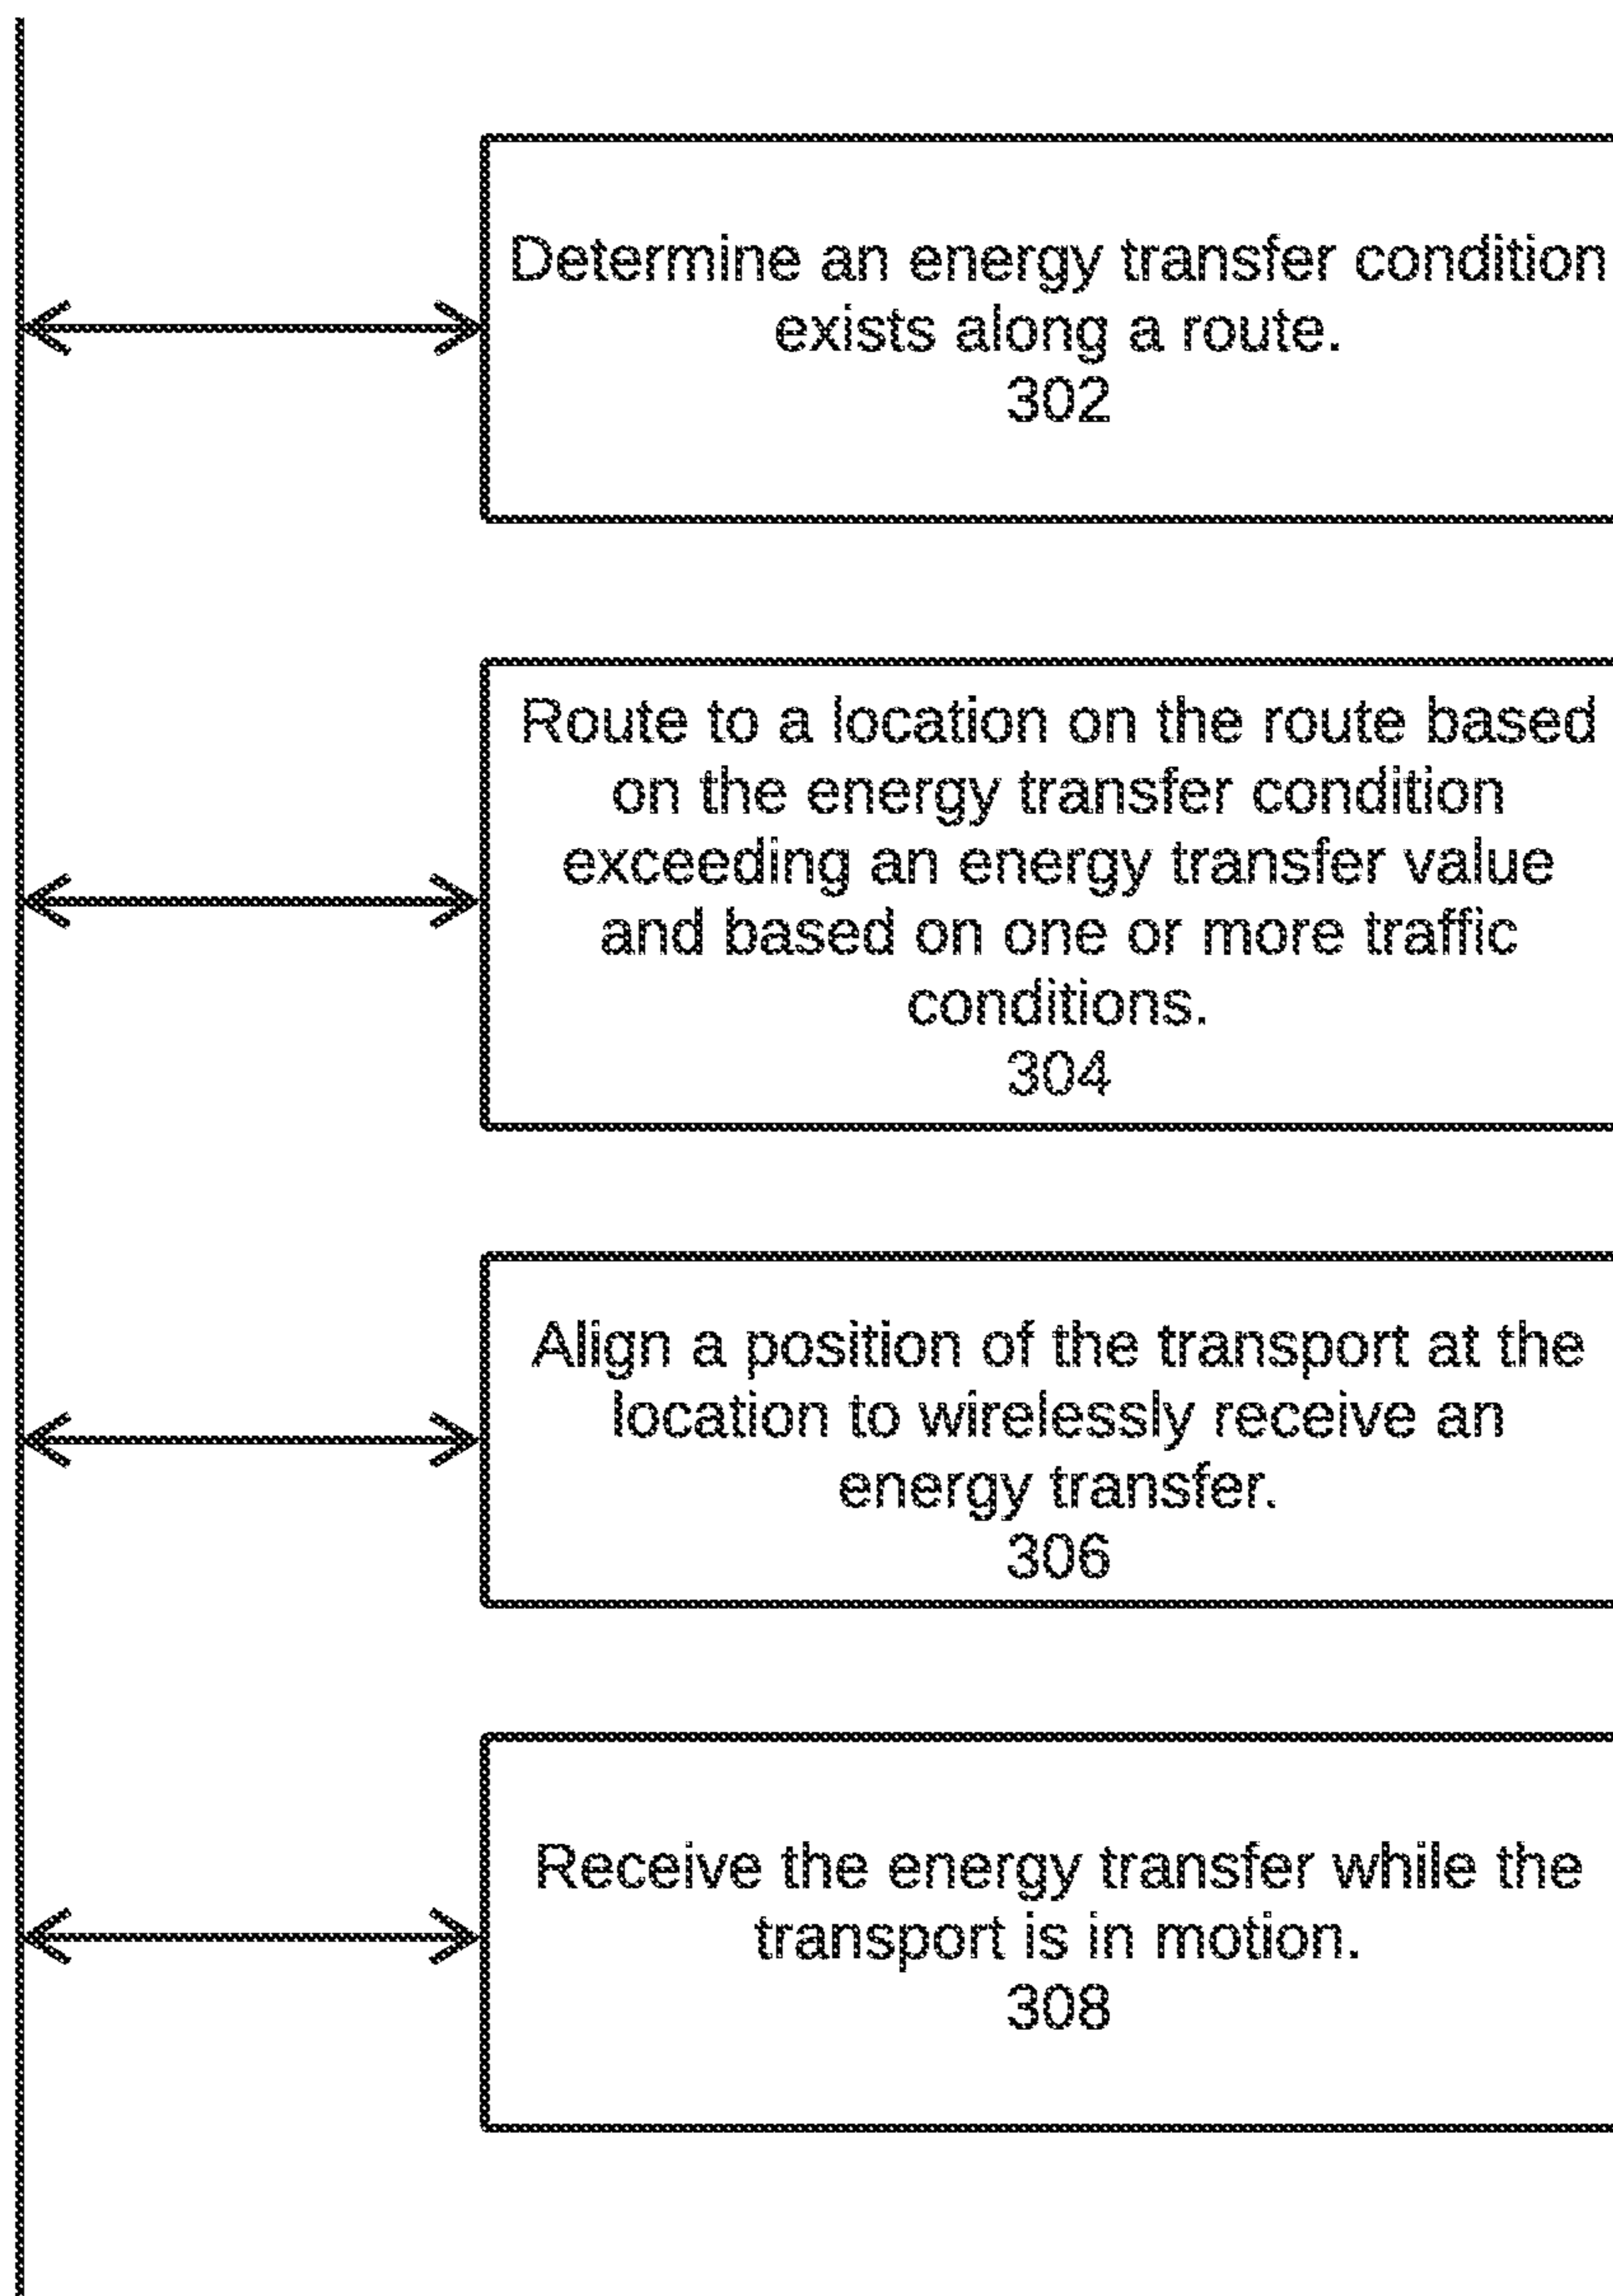 Determine an energy transfer condition
exists along a route.
302
Route to a location on the route based
on the energy transfer condition
exceeding an energy transfer value
and based on one or more traffic
conditions.
304
Align a position of the transport at the
location to wirelessly receive an
energy transfer.
306
Receive the energy transfer while the
transport is in motion.
308